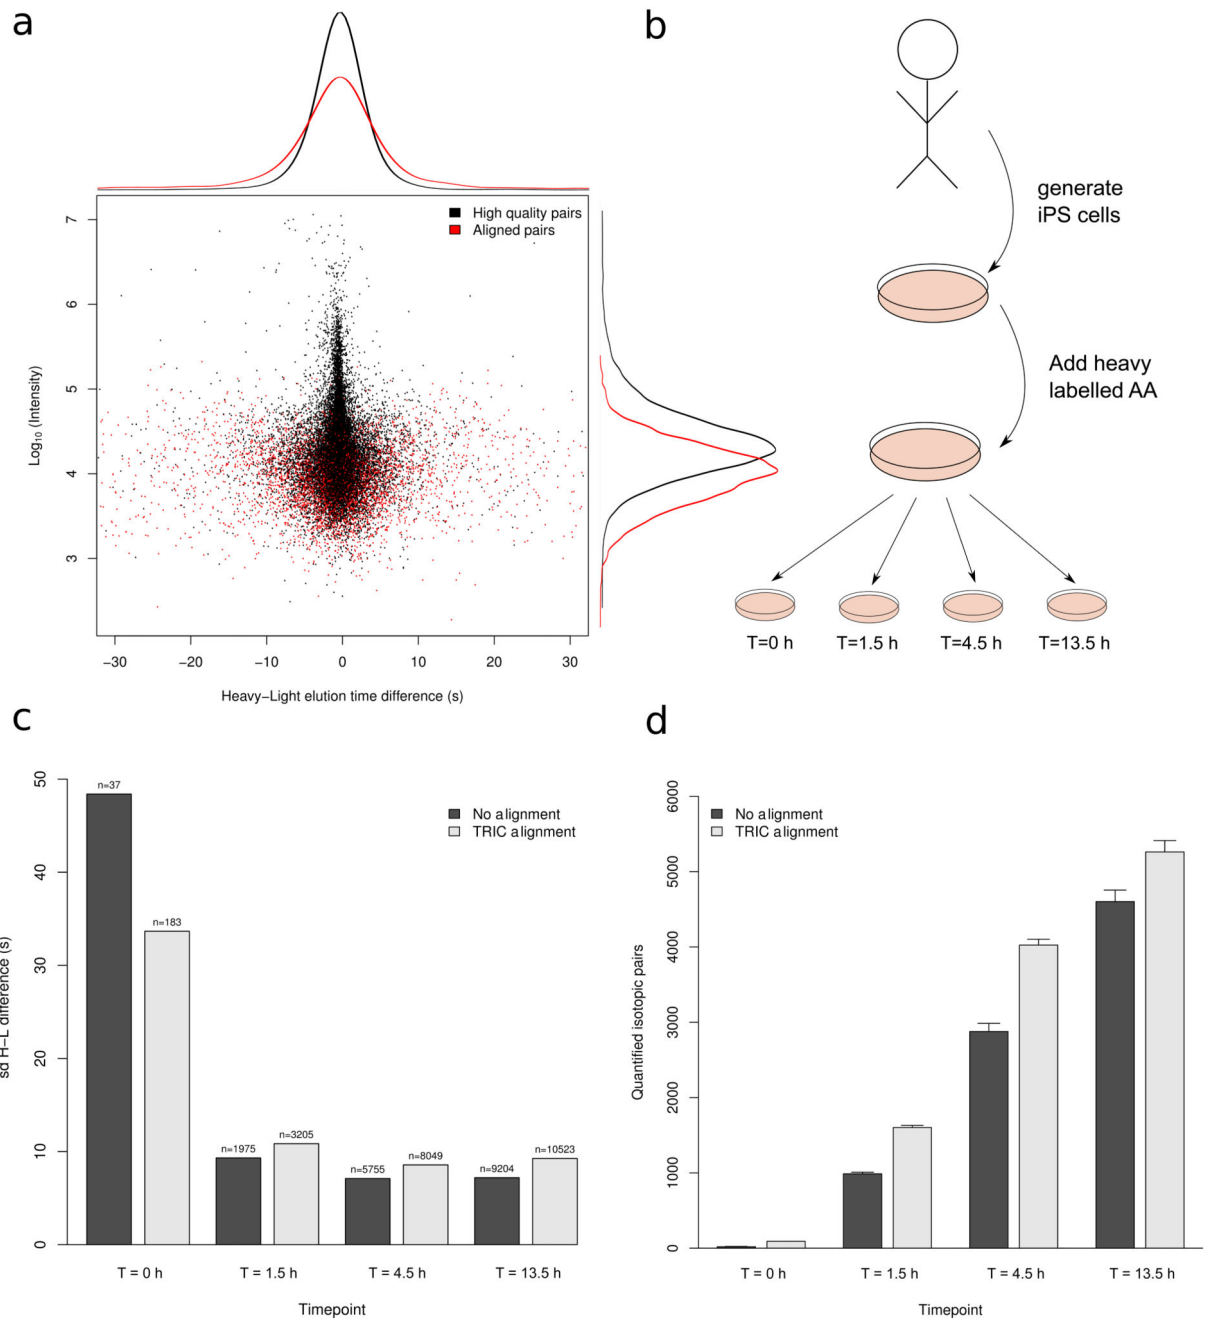 a
7
6
5
4
3
Log10 (Intensity)
High quality pairs
Aligned pairs
−30
−20
−10
0
10
20
30
Heavy−Light elution time difference (s)
b
generate
iPS cells
Add heavy
labelled AA
T=0 h
T=1.5 h
T=4.5 h
T=13.5 h
c
50
40
30
20
10
0
sd H−L difference (s)
No alignment
TRIC alignment
n=37
n=183
n=1975
n=3205
n=5755
n=8049
n=9204
n=10523
T = 0 h
T = 1.5 h
T = 4.5 h
T = 13.5 h
Timepoint
d
6000
5000
4000
3000
2000
1000
0
Quantified isotopic pairs
No alignment
TRIC alignment
T = 0 h
T = 1.5 h
T = 4.5 h
T = 13.5 h
Timepoint